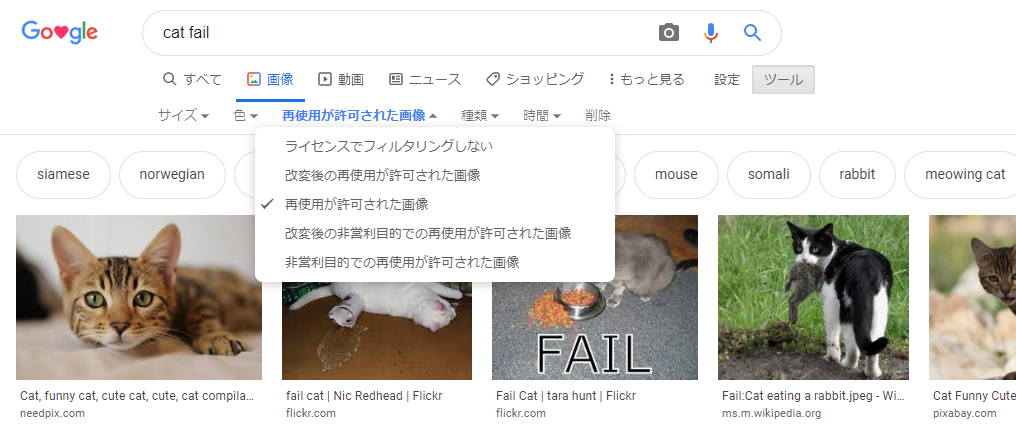 Google
cat fail
すべて 画像 動画 ニュース ショッピング もっと見る 設定 ツール
サイズ 色 再使用が許可された画像 種類 時間 削除
ライセンスでフィルタリングしない
改変後の再使用が許可された画像
再使用が許可された画像
改変後の非営利目的での再使用が許可された画像
非営利目的での再使用が許可された画像
siamese norwegian mouse somali rabbit meowing cat
FAIL
Cat, funny cat, cute cat, cute, cat compila...
needpix.com
fail cat | Nic Redhead | Flickr
flickr.com
Fail Cat | tara hunt | Flickr
flickr.com
Fail:Cat eating a rabbit.jpeg - Wi...
ms.m.wikipedia.org
Cat Funny Cute
pixabay.com